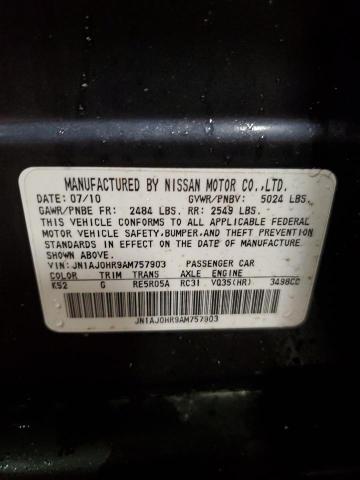 MANUFACTURED BY NISSAN MOTOR CO.,LTD.
DATE: 07/10 GVWR/PNBV: 5024 LBS.
GAWR/PNBE FR: 2484 LBS. RR: 2549 LBS.
THIS VEHICLE CONFORMS TO ALL APPLICABLE FEDERAL
MOTOR VEHICLE SAFETY,BUMPER,AND THEFT PREVENTION
STANDARDS IN EFFECT ON THE DATE OF MANUFACTURE
SHOWN ABOVE.
VIN:JN1AJ0HR9AM757903 PASSENGER CAR
COLOR TRIM TRANS AXLE ENGINE
K52 G RE5R05A RC31 VQ35(HR) 3498CC
JN1AJ0HR9AM757903